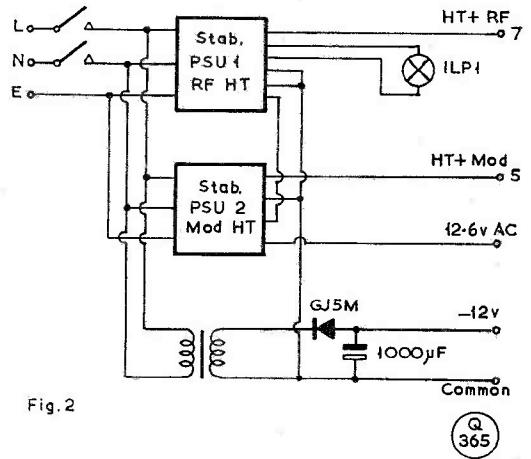 L
N
E
Stab,
PSU 1
RF HT
HT+ RF
7
ILP1
Stab,
PSU 2
Mod HT
HT+ Mod
5
12·6v AC
GJ5M
−12v
1000µF
Common
Fig. 2
Q
365